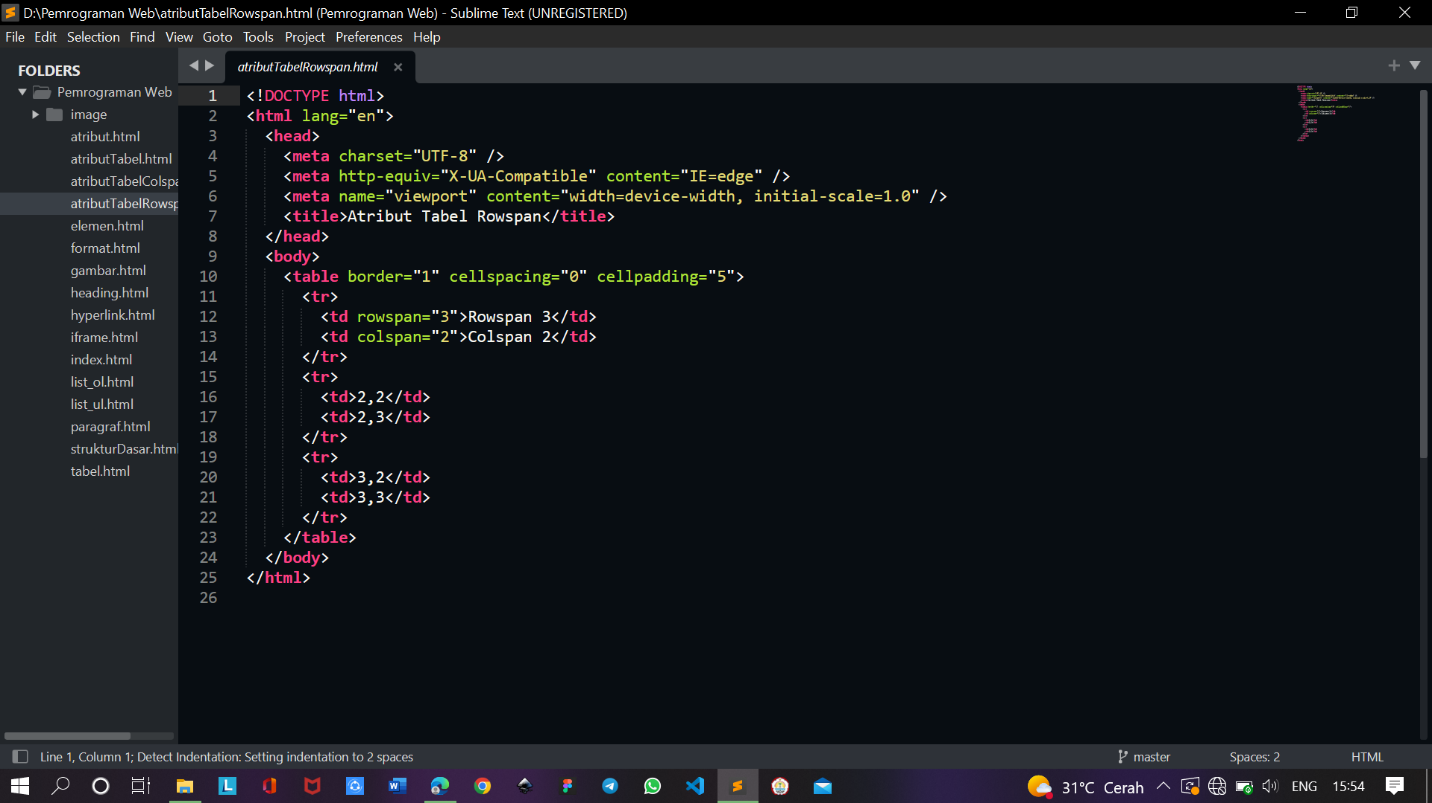 D:\Pemrograman Web\atributTabelRowspan.html (Pemrograman Web) - Sublime Text (UNREGISTERED)
File Edit Selection Find View Goto Tools Project Preferences Help
FOLDERS
Pemrograman Web
image
atribut.html
atributTabel.html
atributTabelColspa
atributTabelRowsp
elemen.html
format.html
gambar.html
heading.html
hyperlink.html
iframe.html
index.html
list_ol.html
list_ul.html
paragraf.html
strukturDasar.html
tabel.html
atributTabelRowspan.html
1 <!DOCTYPE html>
2 <html lang="en">
3 <head>
4 <meta charset="UTF-8" />
5 <meta http-equiv="X-UA-Compatible" content="IE=edge" />
6 <meta name="viewport" content="width=device-width, initial-scale=1.0" />
7 <title>Atribut Tabel Rowspan</title>
8 </head>
9 <body>
10 <table border="1" cellspacing="0" cellpadding="5">
11 <tr>
12 <td rowspan="3">Rowspan 3</td>
13 <td colspan="2">Colspan 2</td>
14 </tr>
15 <tr>
16 <td>2,2</td>
17 <td>2,3</td>
18 </tr>
19 <tr>
20 <td>3,2</td>
21 <td>3,3</td>
22 </tr>
23 </table>
24 </body>
25 </html>
26
Line 1, Column 1; Detect Indentation: Setting indentation to 2 spaces master Spaces: 2 HTML
31°C Cerah ENG 15:54